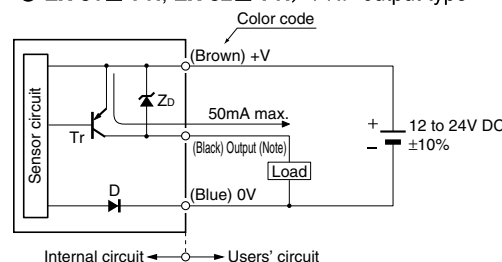 Color code
(Brown) +V
Sensor circuit
ZD
50mA max.
Tr
(Black) Output (Note)
+
12 to 24V DC
−
±10%
Load
D
(Blue) 0V
Internal circuit
Users' circuit